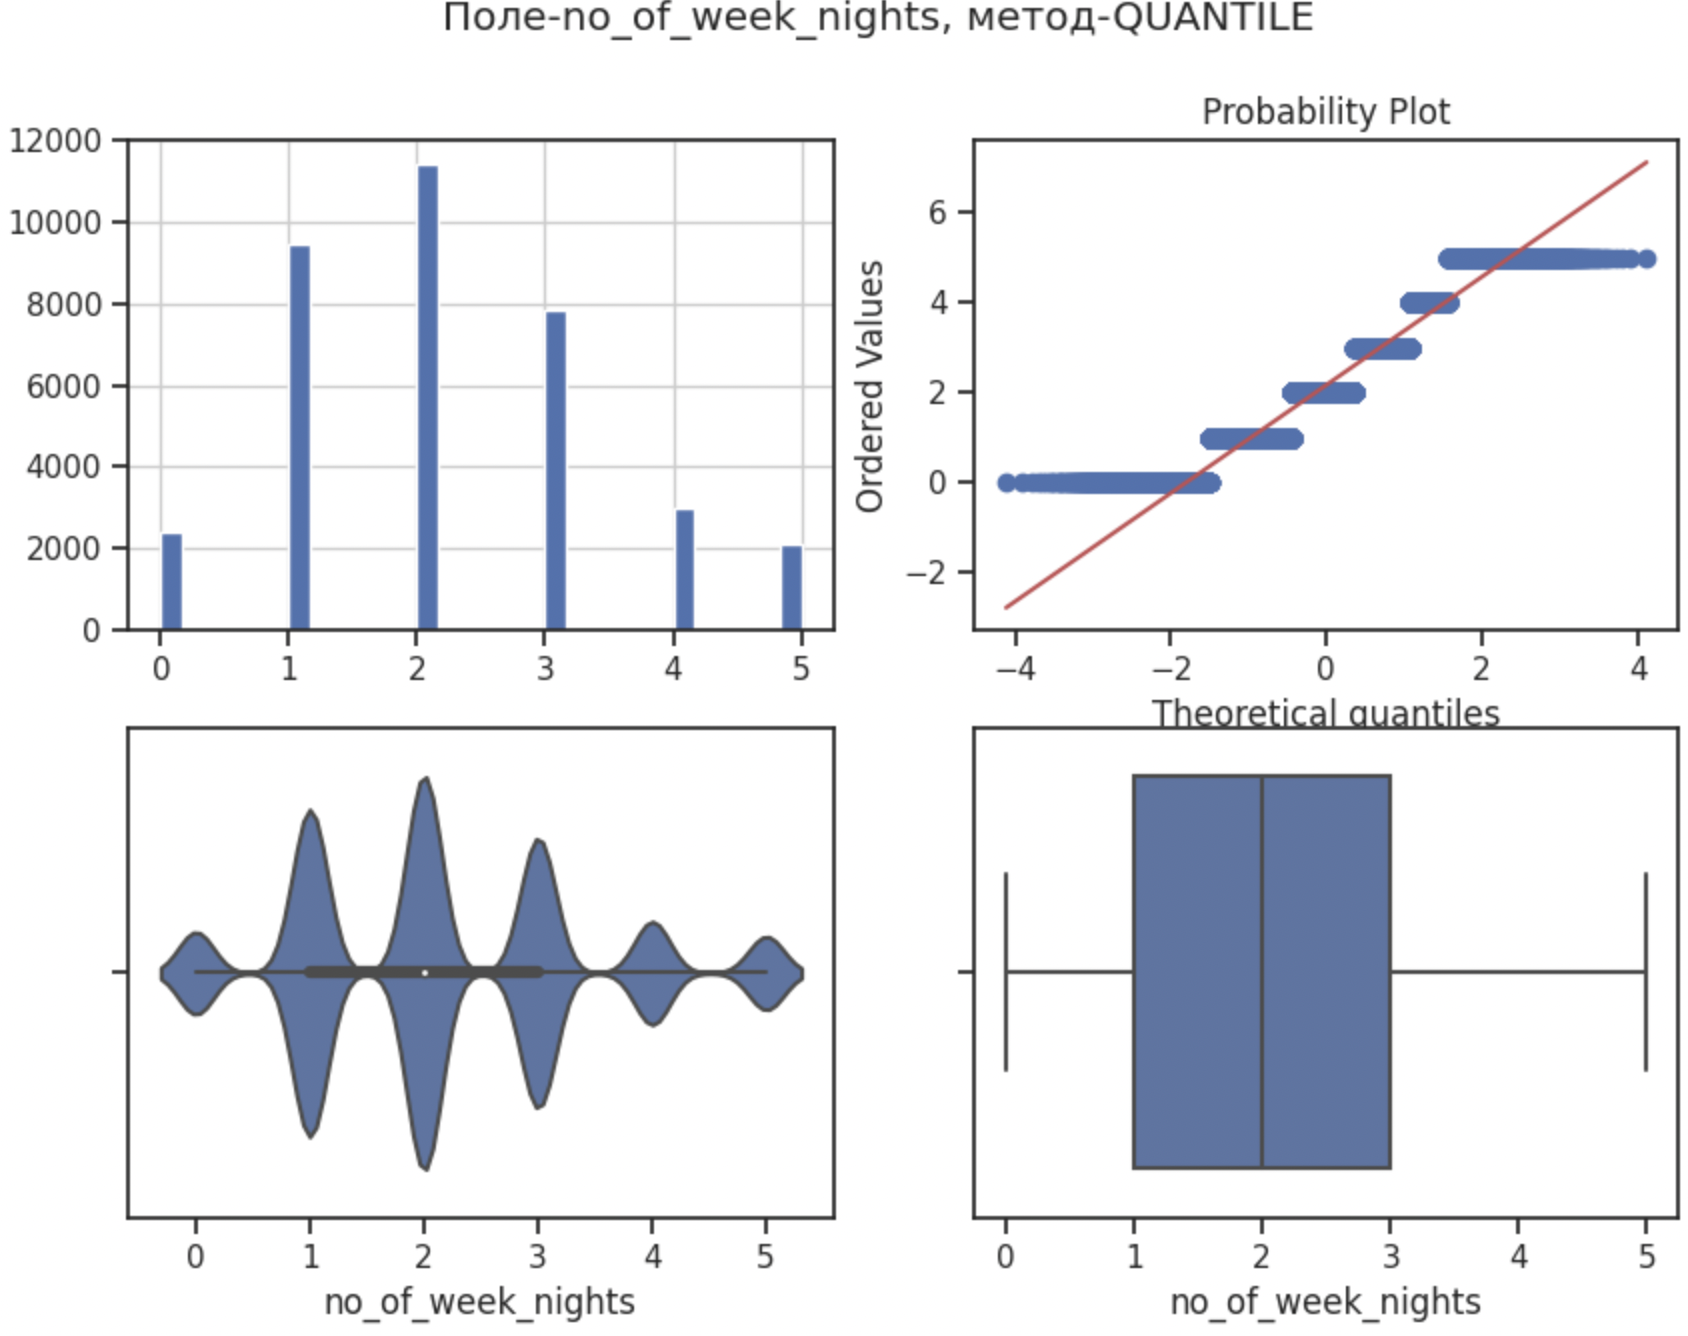 Поле-no_of_week_nights, метод-QUANTILE
12000
10000
8000
6000
4000
2000
0
0 1 2 3 4 5
Probability Plot
Ordered Values
6
4
2
0
−2
−4 −2 0 2 4
Theoretical quantiles
0 1 2 3 4 5
no_of_week_nights
0 1 2 3 4 5
no_of_week_nights